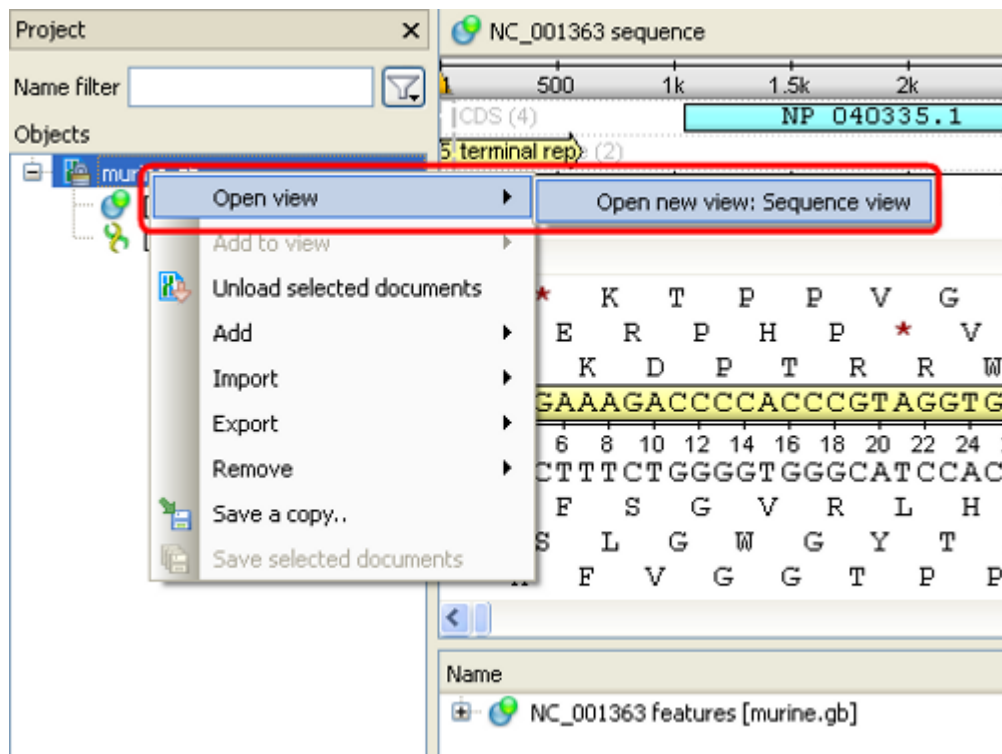 Project
NC_001363 sequence
Name filter
500 1k 1.5k 2k
CDS (4)
NP 040335.1
Objects
5 terminal rep (2)
Open view
Open new view: Sequence view
Add to view
Unload selected documents
Add
Import
Export
Remove
Save a copy..
Save selected documents
* K T P P V G
E R P H P * V
K D P T R R W
GAAAGACCCCACCCGTAGGTG
6 8 10 12 14 16 18 20 22 24
CTTTCTGGGGTGGGCATCCAC
F S G V R L H
S L G W G Y T
F V G G T P P
Name
NC_001363 features [murine.gb]